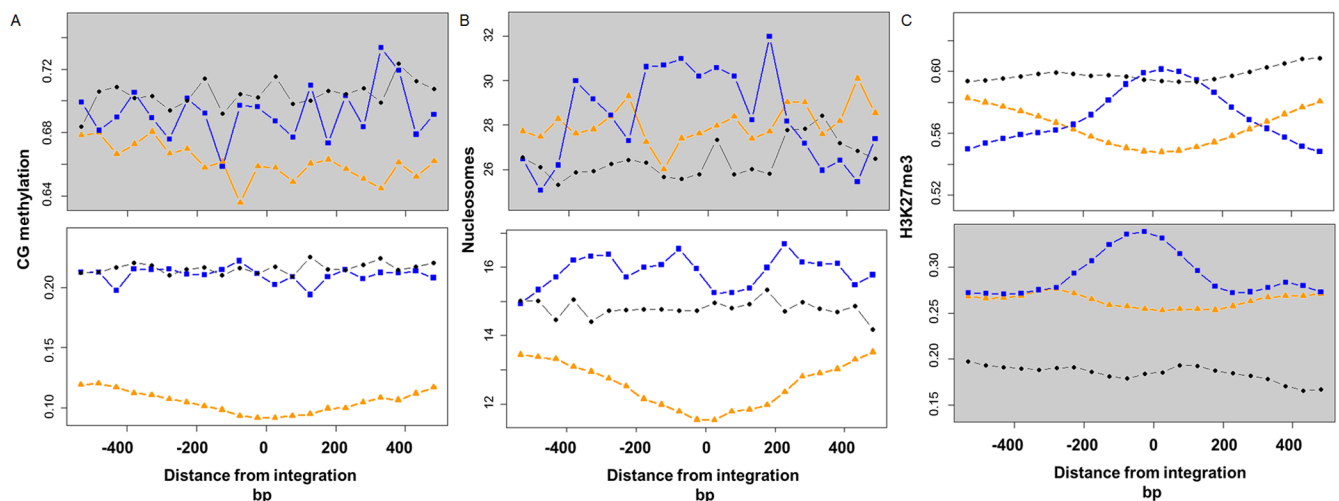 A
CG methylation
0.72
0.68
0.64
0.20
0.15
0.10
-400
-200
0
200
400
Distance from integration
bp
B
Nucleosomes
32
30
28
26
16
14
12
-400
-200
0
200
400
Distance from integration
bp
C
H3K27me3
0.60
0.56
0.52
0.30
0.25
0.20
0.15
-400
-200
0
200
400
Distance from integration
bp